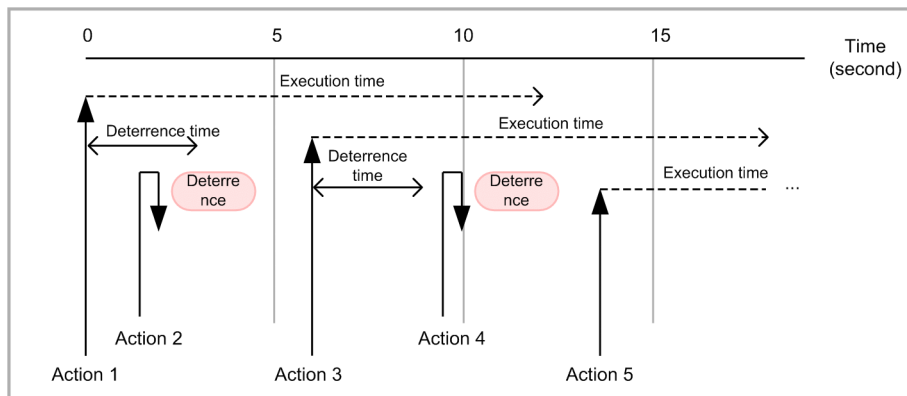 0
5
10
15
Time
(second)
Execution time
Deterrence time
Execution time
Deterrence
time
Deterre
nce
Deterre
nce
Execution time
...
Action 2
Action 4
Action 1
Action 3
Action 5